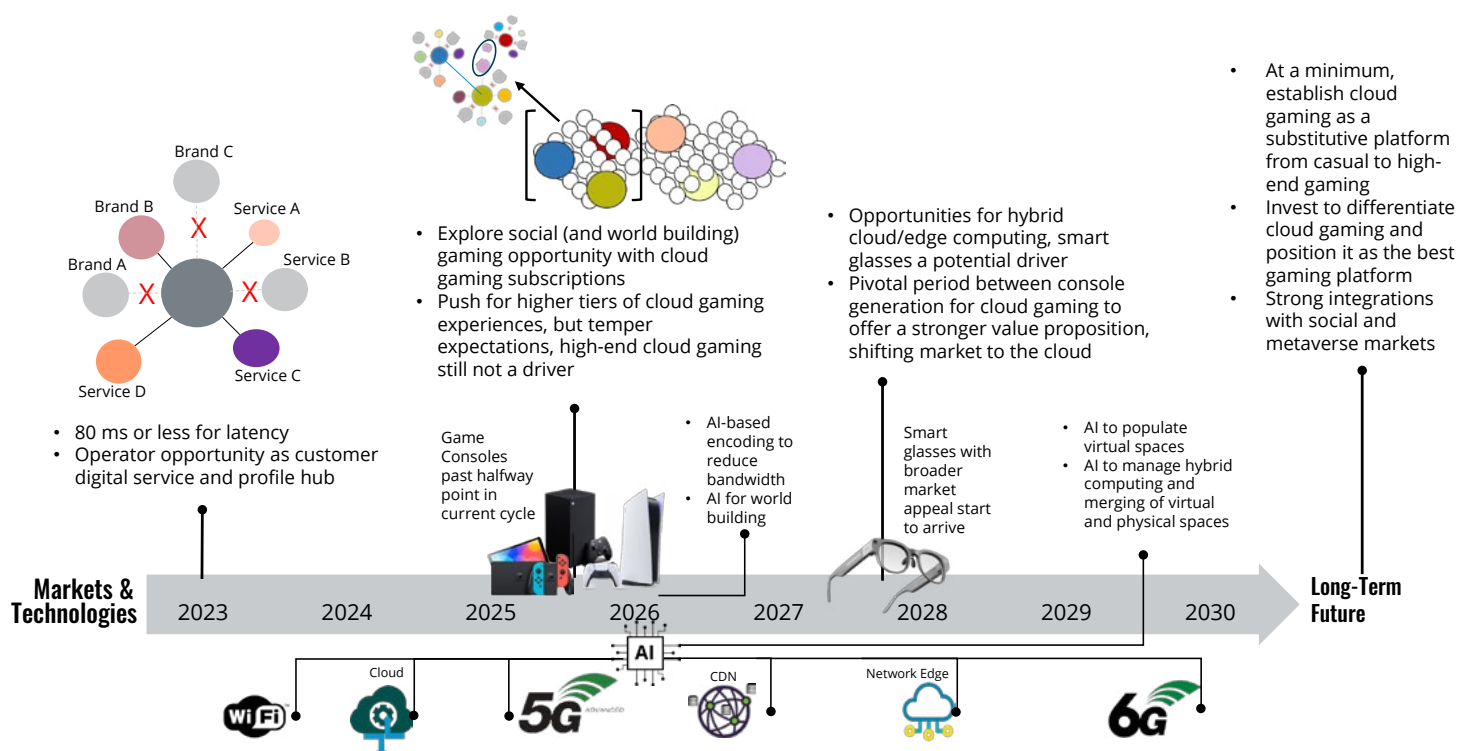 Brand C
Brand B
Service A
Brand A
Service B
X
X
X
Service D
Service C
• 80 ms or less for latency
• Operator opportunity as customer
digital service and profile hub
• Explore social (and world building)
gaming opportunity with cloud
gaming subscriptions
• Push for higher tiers of cloud gaming
experiences, but temper
expectations, high-end cloud gaming
still not a driver
• Opportunities for hybrid
cloud/edge computing, smart
glasses a potential driver
• Pivotal period between console
generation for cloud gaming to
offer a stronger value proposition,
shifting market to the cloud
• At a minimum,
establish cloud
gaming as a
substitutive platform
from casual to high-
end gaming
• Invest to differentiate
cloud gaming and
position it as the best
gaming platform
• Strong integrations
with social and
metaverse markets
Game
Consoles
past halfway
point in
current cycle
• AI-based
encoding to
reduce
bandwidth
• AI for world
building
Smart
glasses with
broader
market
appeal start
to arrive
• AI to populate
virtual spaces
• AI to manage hybrid
computing and
merging of virtual
and physical spaces
Markets &
Technologies
2023
2024
2025
2026
2027
2028
2029
2030
Long-Term
Future
AI
WiFi
Cloud
5G
ADVANCED
CDN
Network Edge
6G